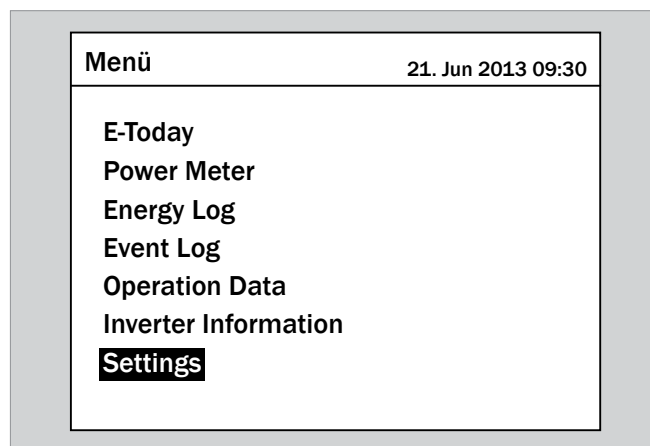 Menü
21. Jun 2013 09:30
E-Today
Power Meter
Energy Log
Event Log
Operation Data
Inverter Information
Settings